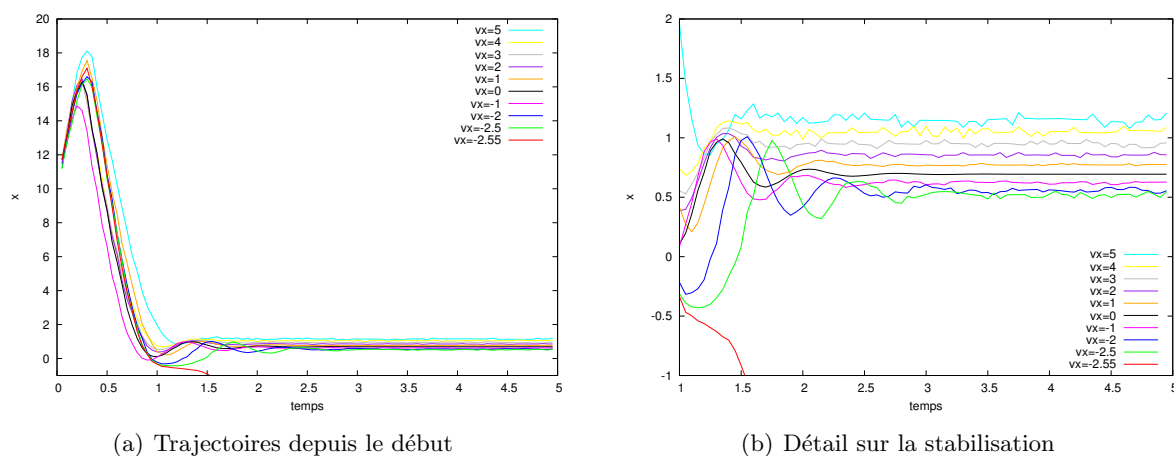 20
18
16
14
12
10
8
6
4
2
0
x
0
0.5
1
1.5
2
2.5
3
3.5
4
4.5
5
temps
vx=5
vx=4
vx=3
vx=2
vx=1
vx=0
vx=-1
vx=-2
vx=-2.5
vx=-2.55
(a) Trajectoires depuis le début
2
1.5
1
0.5
0
-0.5
-1
x
1
1.5
2
2.5
3
3.5
4
4.5
5
temps
vx=5
vx=4
vx=3
vx=2
vx=1
vx=0
vx=-1
vx=-2
vx=-2.5
vx=-2.55
(b) Détail sur la stabilisation